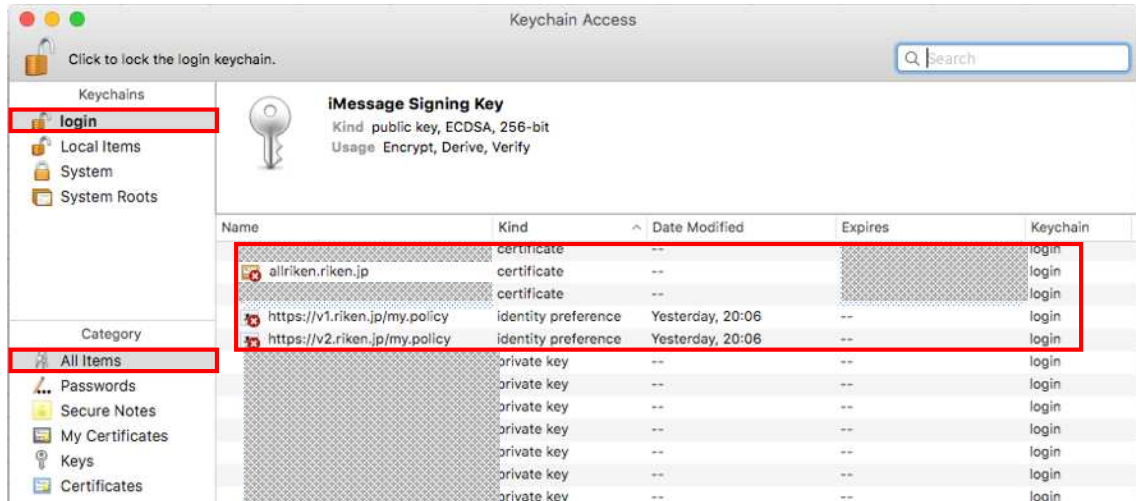 Keychain Access
Click to lock the login keychain.
Search
Keychains
login
Local Items
System
System Roots
iMessage Signing Key
Kind public key, ECDSA, 256-bit
Usage Encrypt, Derive, Verify
Name Kind Date Modified Expires Keychain
certificate -- login
allriken.riken.jp certificate -- login
certificate -- login
https://v1.riken.jp/my.policy identity preference Yesterday, 20:06 -- login
https://v2.riken.jp/my.policy identity preference Yesterday, 20:06 -- login
private key -- -- login
private key -- -- login
private key -- -- login
private key -- -- login
private key -- -- login
private key -- -- login
private key -- -- login
Category
All Items
Passwords
Secure Notes
My Certificates
Keys
Certificates